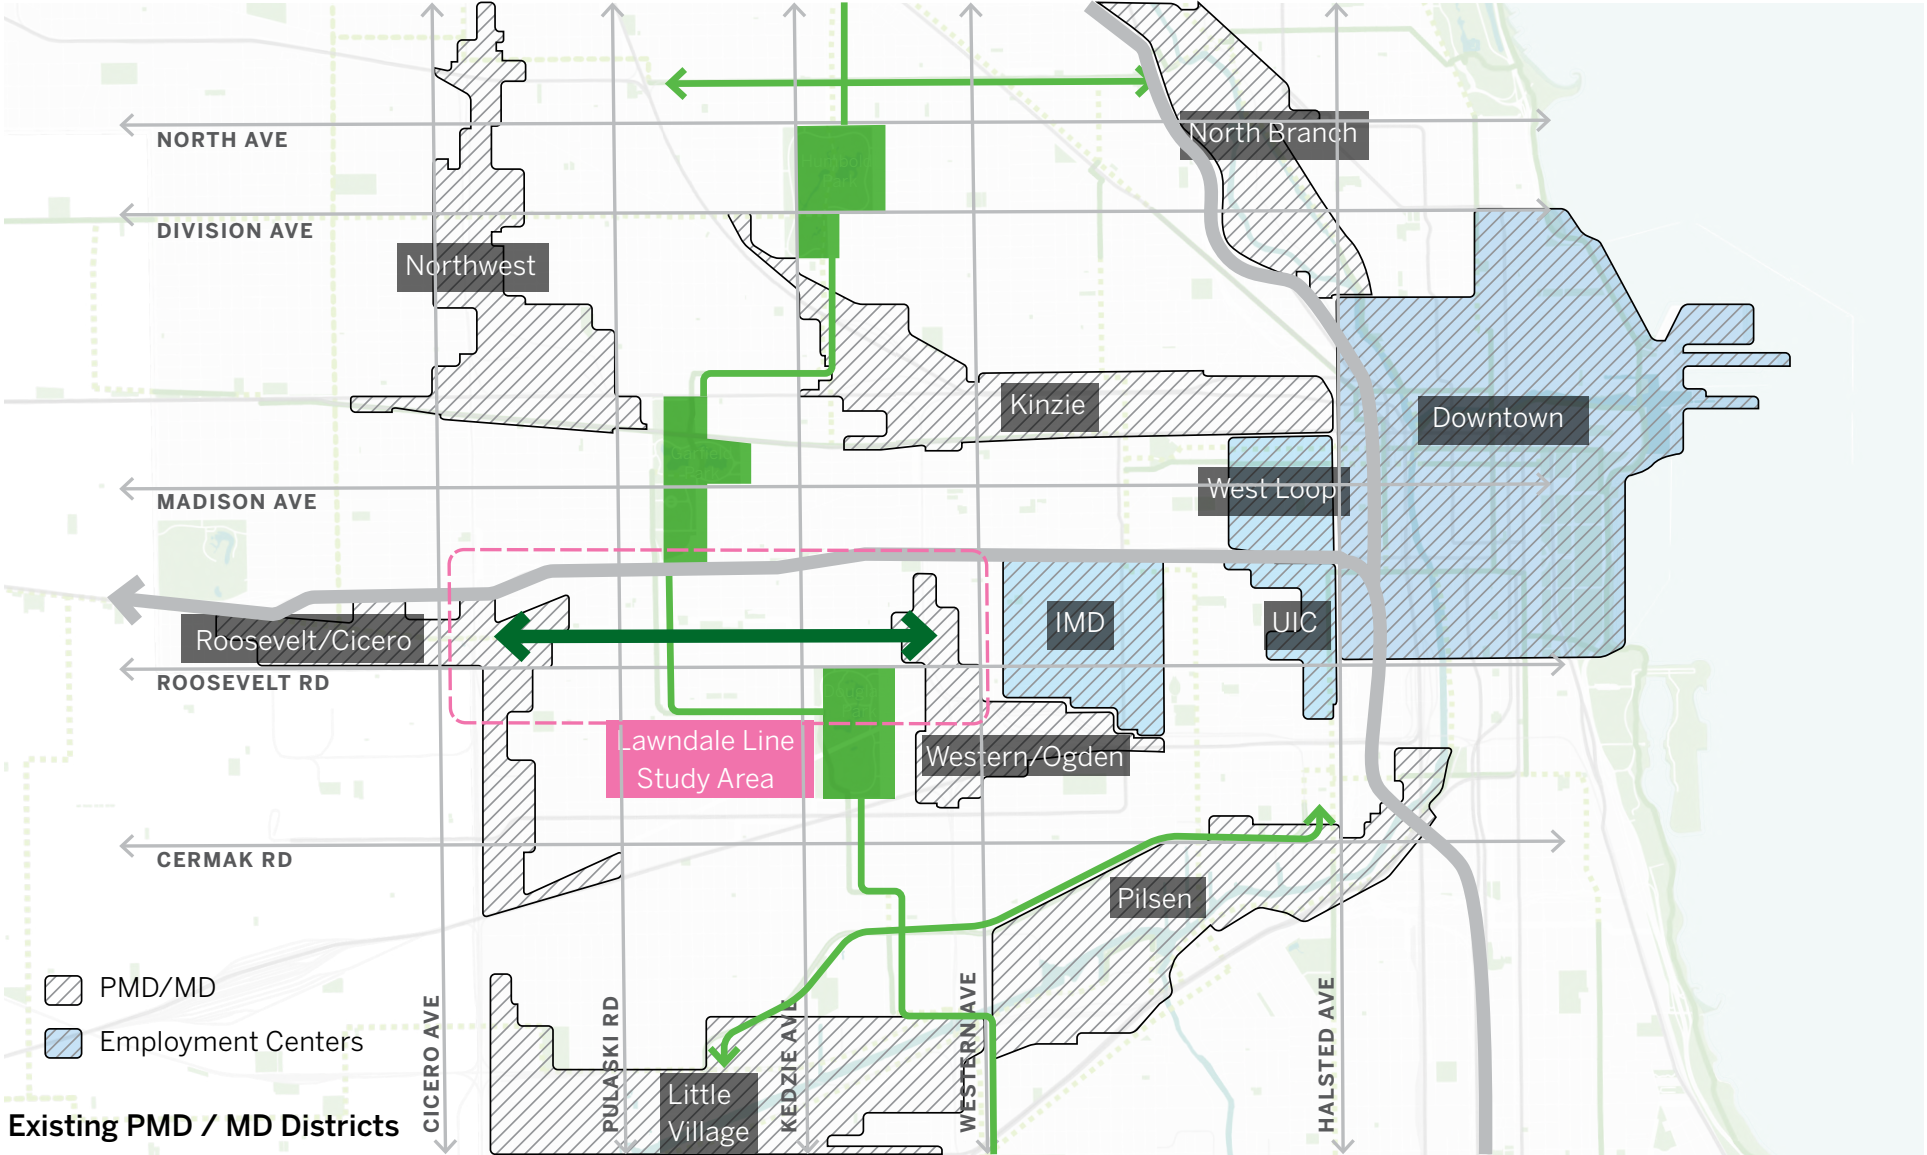 North Branch
NORTH AVE
Park
DIVISION AVE
Northwest
Kinzie
Downtown
West Loop
MADISON AVE
IMD
UIC
Roosevelt/Cicero
ROOSEVELT RD
Lawndale Line
Study Area
Western/Ogden
CERMAK RD
Pilsen
PMD/MD
Employment Centers
CICERO AVE
PULASKI RD
KEDZIE AVE
WESTERN AVE
HALSTED AVE
Little
Village
Existing PMD / MD Districts